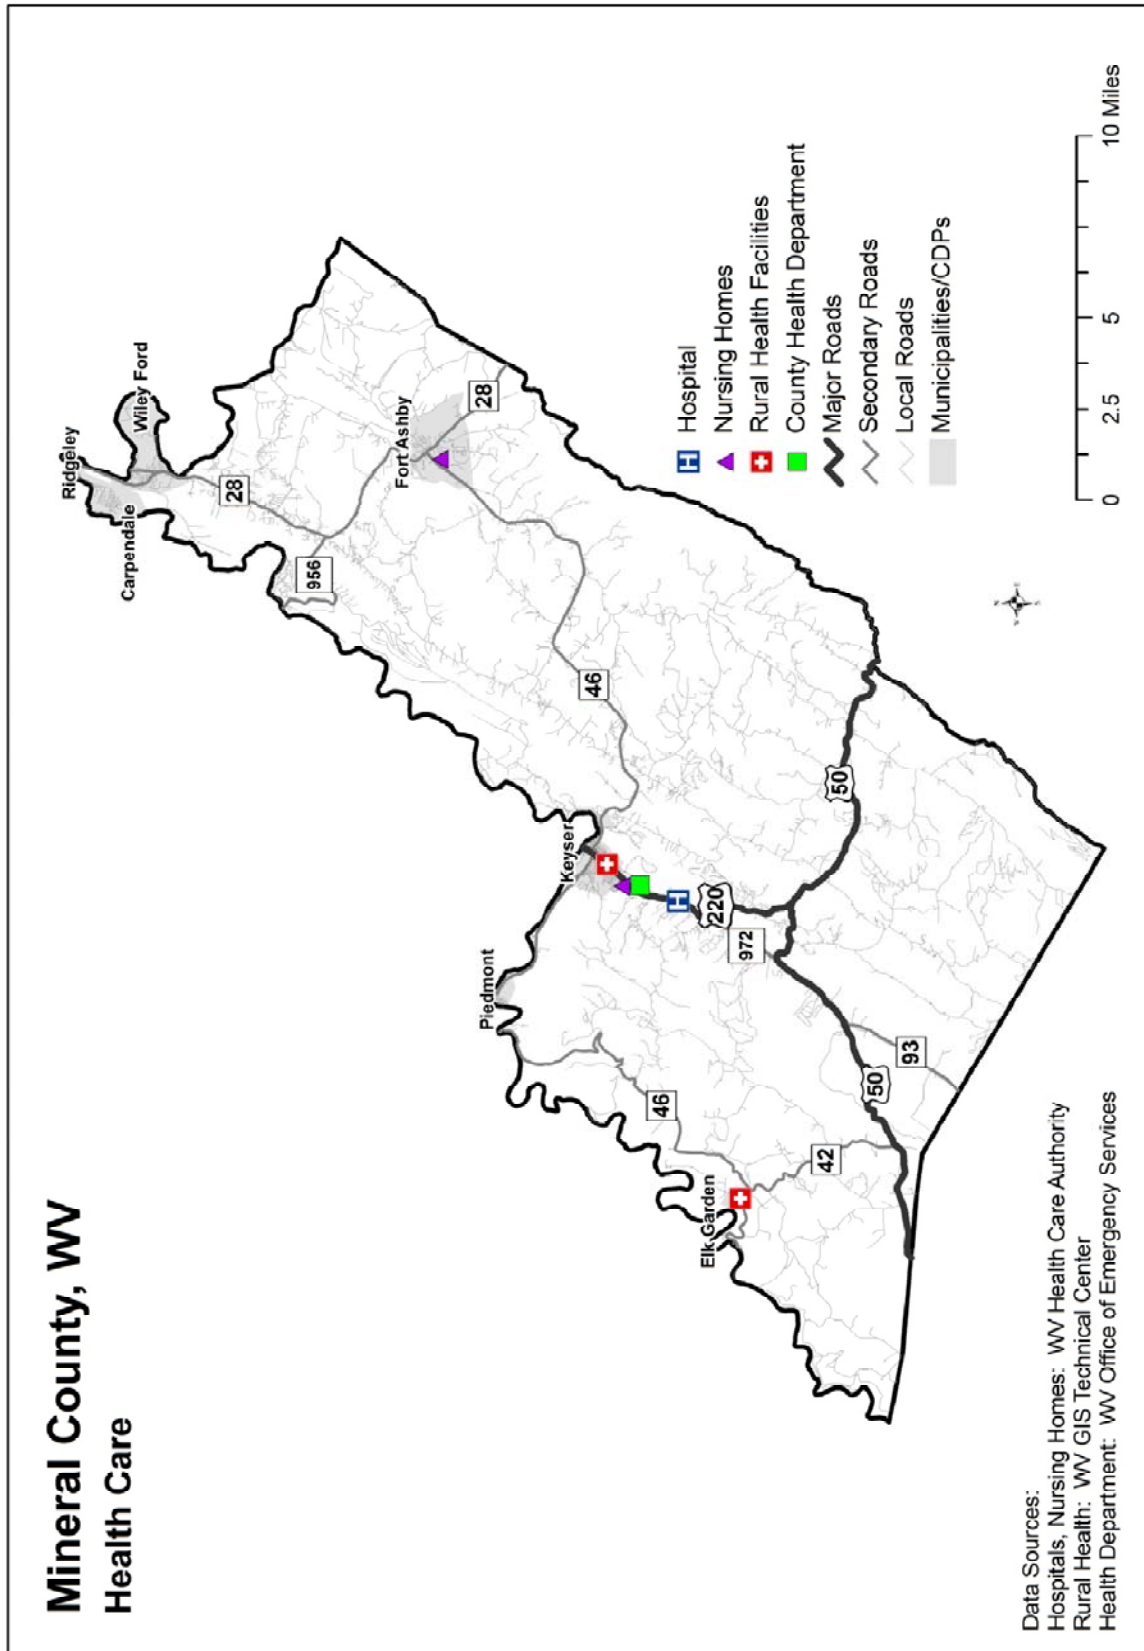 Mineral County, WV
Health Care
Ridgeley
Wiley Ford
Carpendale
28
Fort Ashby
956
28
46
Keyser
Piedmont
220
972
50
46
50
93
Elk Garden
42
Hospital
Nursing Homes
Rural Health Facilities
County Health Department
Major Roads
Secondary Roads
Local Roads
Municipalities/CDPs
H
H
0 2.5 5 10 Miles
Data Sources:
Hospitals, Nursing Homes: WV Health Care Authority
Rural Health: WV GIS Technical Center
Health Department: WV Office of Emergency Services